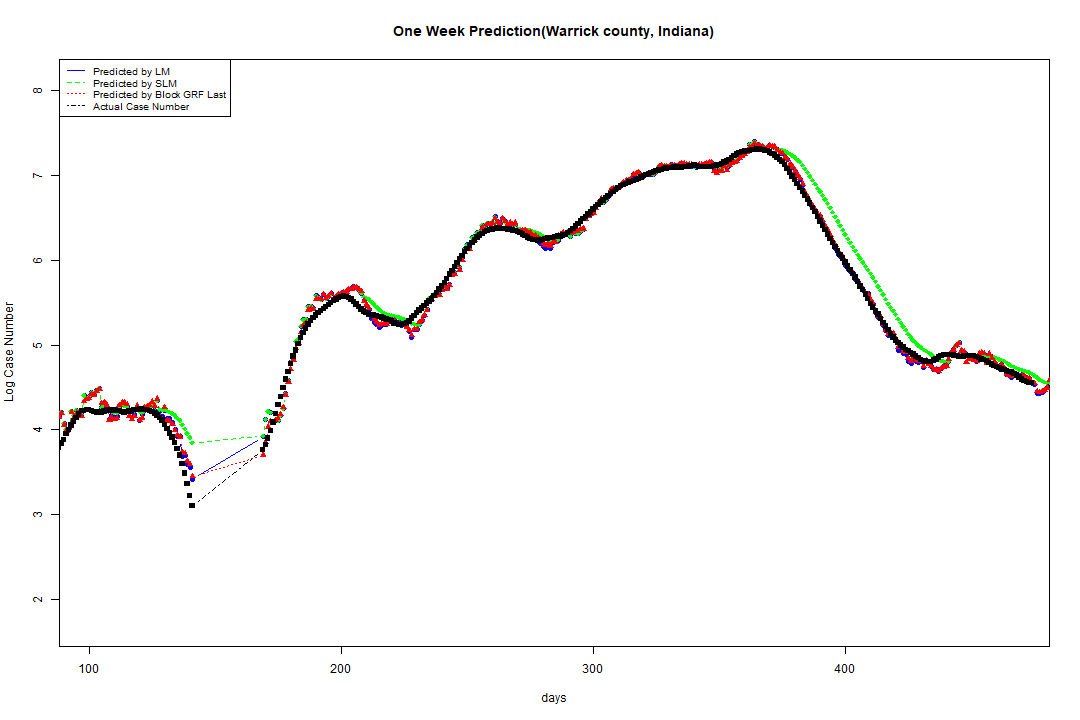 One Week Prediction(Warrick county, Indiana)
Predicted by LM
Predicted by SLM
Predicted by Block GRF Last
Actual Case Number
8
7
6
5
4
3
2
Log Case Number
100 200 300 400
days